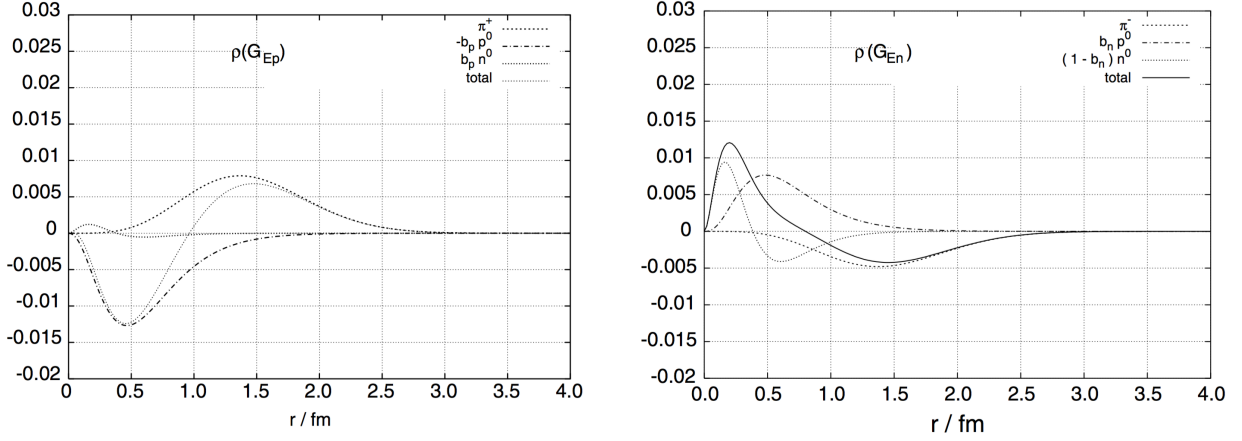 0.03
0.025
0.02
0.015
0.01
0.005
0
-0.005
-0.01
-0.015
-0.02
0 0.5 1.0 1.5 2.0 2.5 3.0 3.5 4.0
r / fm
ρ(G_Ep)
π⁺
-b_p p⁰
b_p n⁰
total
0.03
0.025
0.02
0.015
0.01
0.005
0
-0.005
-0.01
-0.015
-0.02
0.0 0.5 1.0 1.5 2.0 2.5 3.0 3.5 4.0
r / fm
ρ (G_En)
π⁻
b_n p⁰
( 1 - b_n ) n⁰
total